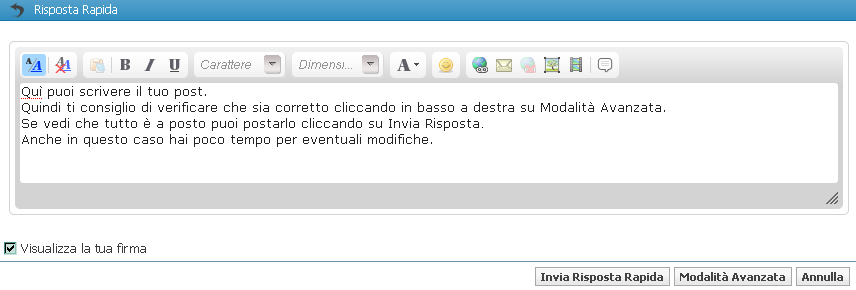 Risposta Rapida
B I U Carattere Dimensi... A
Quì puoi scrivere il tuo post.
Quindi ti consiglio di verificare che sia corretto cliccando in basso a destra su Modalità Avanzata.
Se vedi che tutto è a posto puoi postarlo cliccando su Invia Risposta.
Anche in questo caso hai poco tempo per eventuali modifiche.
Visualizza la tua firma
Invia Risposta Rapida Modalità Avanzata Annulla